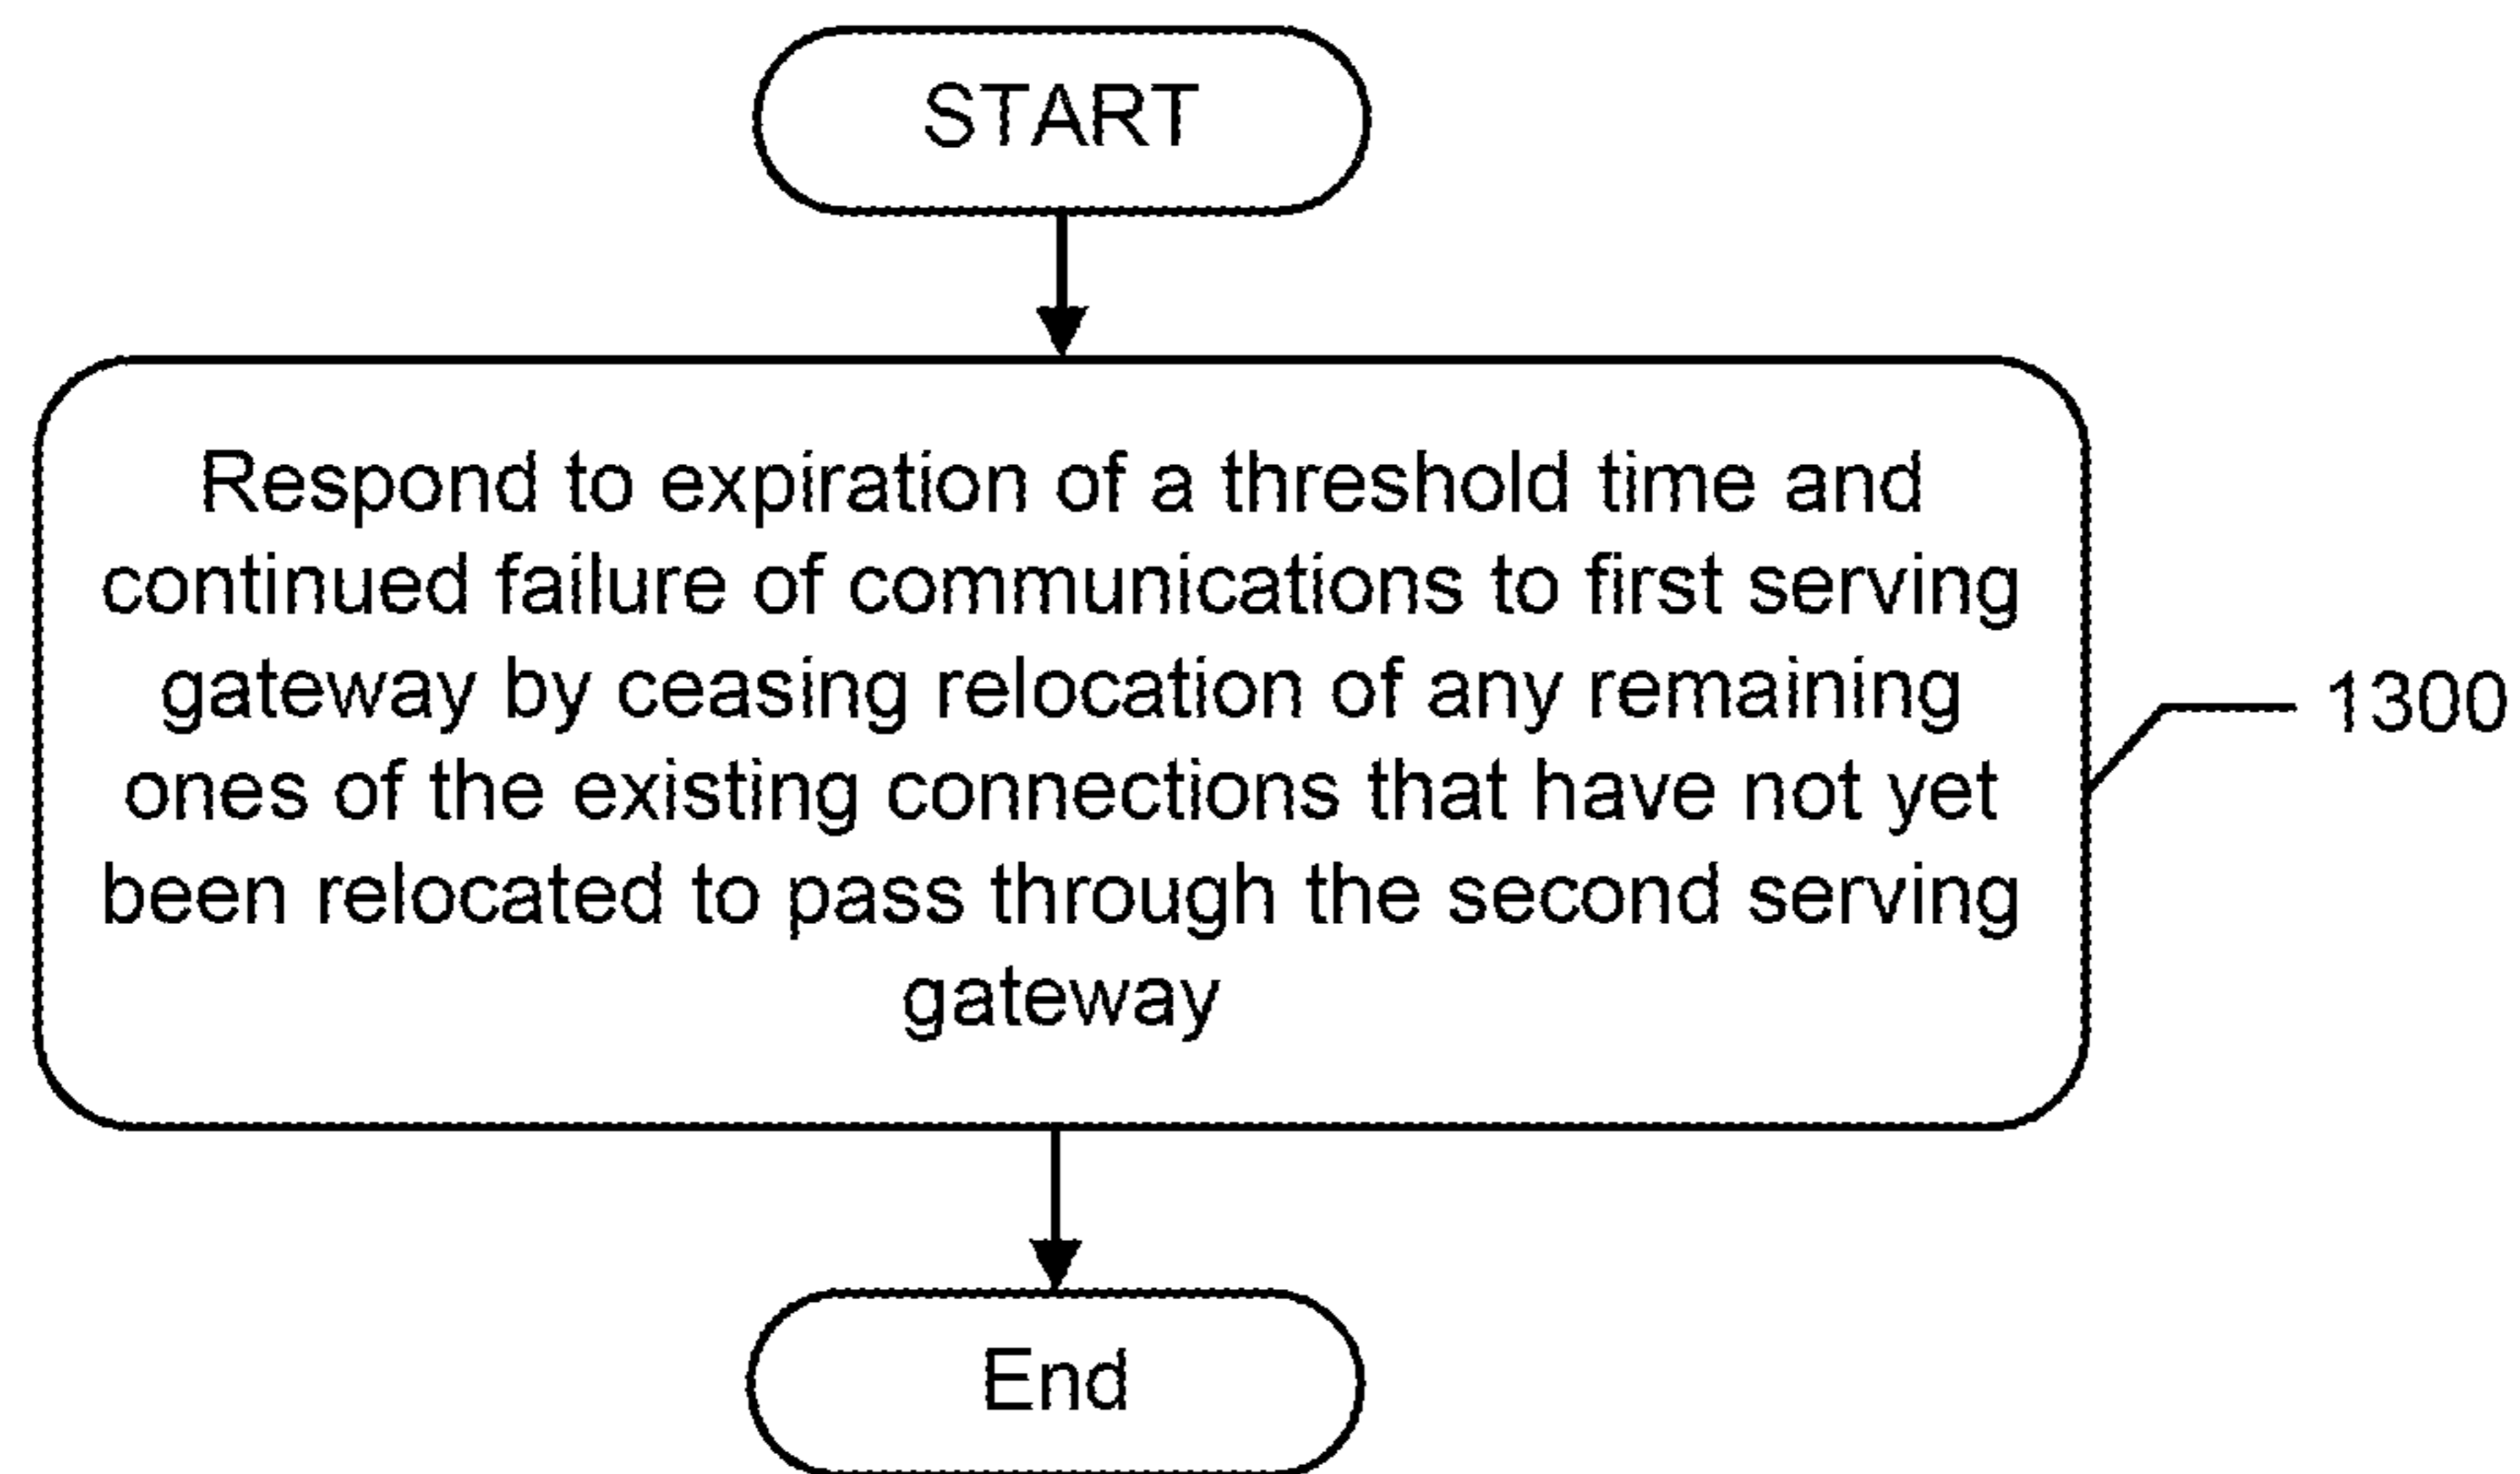 START
Respond to expiration of a threshold time and
continued failure of communications to first serving
gateway by ceasing relocation of any remaining
ones of the existing connections that have not yet
been relocated to pass through the second serving
gateway
1300
End